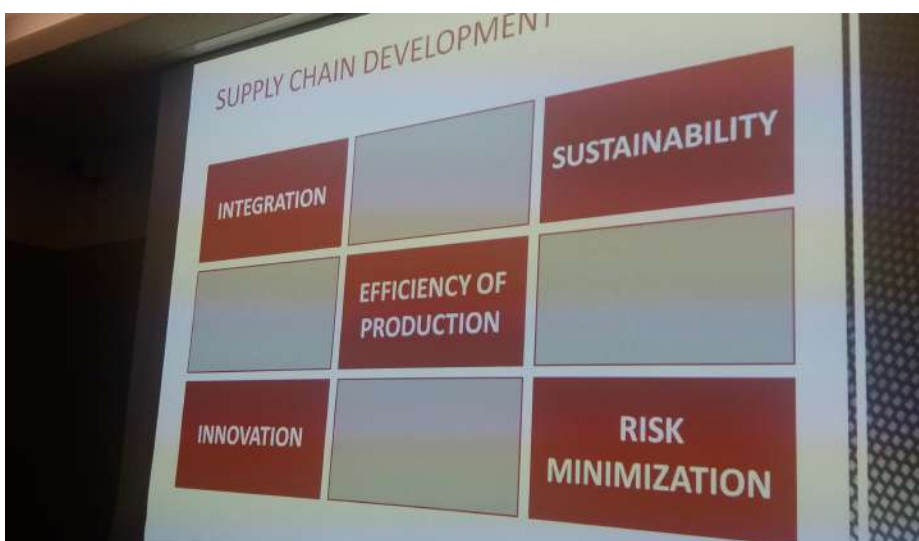 SUPPLY CHAIN DEVELOPMENT
INTEGRATION
SUSTAINABILITY
EFFICIENCY OF
PRODUCTION
INNOVATION
RISK
MINIMIZATION